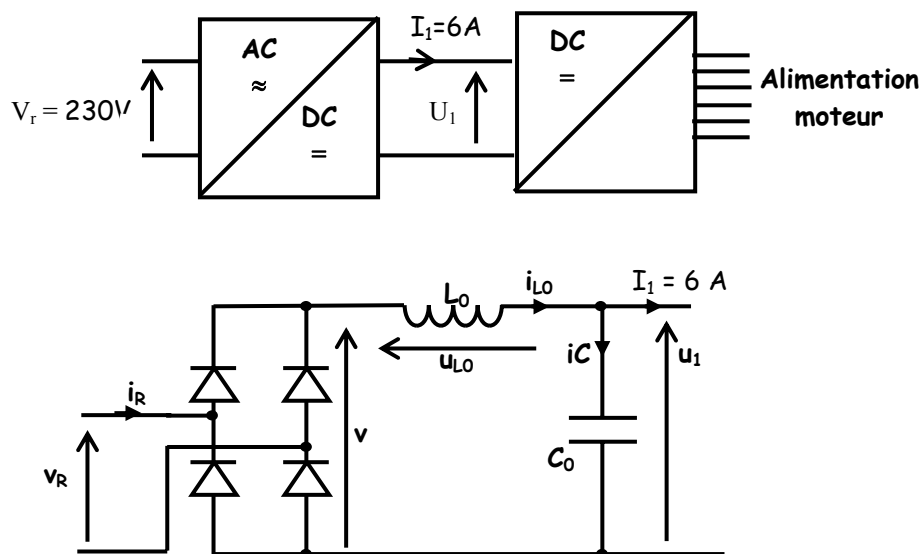 AC
≈
DC
=
I₁=6A
DC
=
Vᵣ = 230V
U₁
Alimentation
moteur
L₀
i_L0
I₁ = 6 A
u_L0
iC
u₁
i_R
v
v_R
C₀